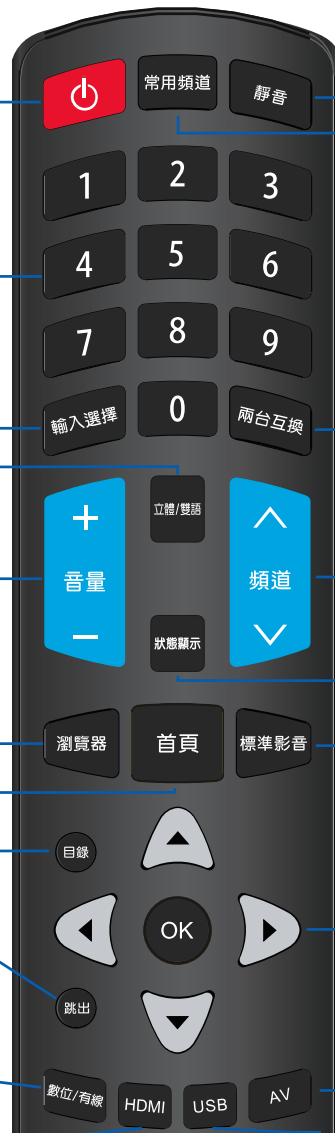 常用頻道
靜音
1
2
3
4
5
6
7
8
9
輸入選擇
0
兩台互換
立體/雙語
+
音量
−
頻道
狀態顯示
瀏覽器
首頁
標準影音
目錄
OK
跳出
數位/有線
HDMI
USB
AV